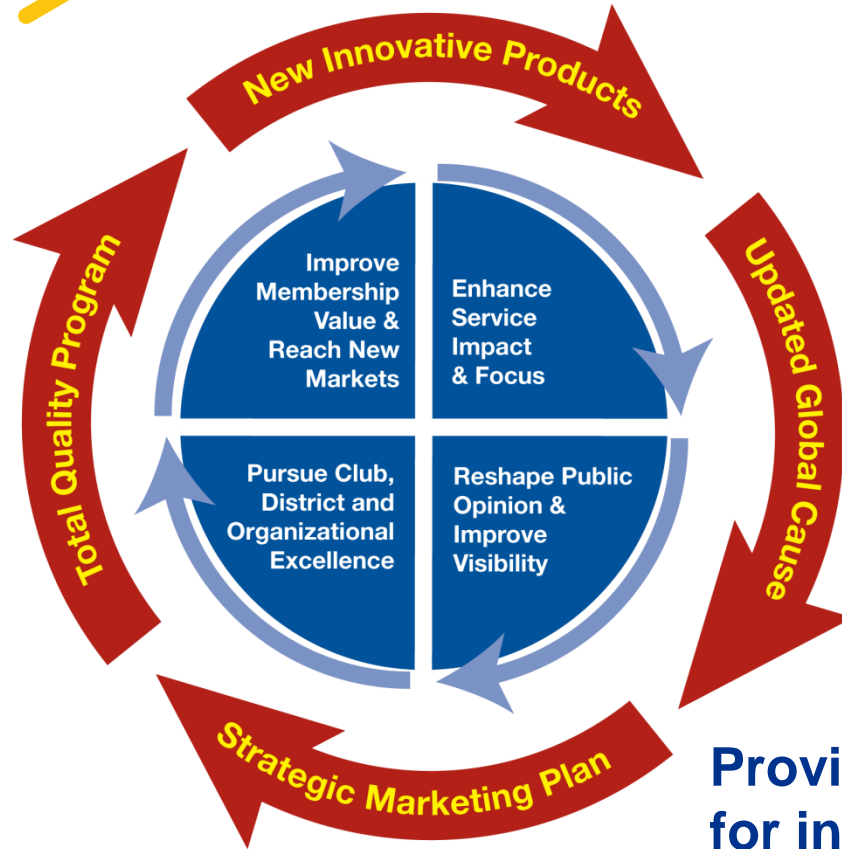 New Innovative Products
Updated Global Cause
Strategic Marketing Plan
Total Quality Program
Improve
Membership
Value &
Reach New
Markets
Enhance
Service
Impact
& Focus
Pursue Club,
District and
Organizational
Excellence
Reshape Public
Opinion &
Improve
Visibility
for